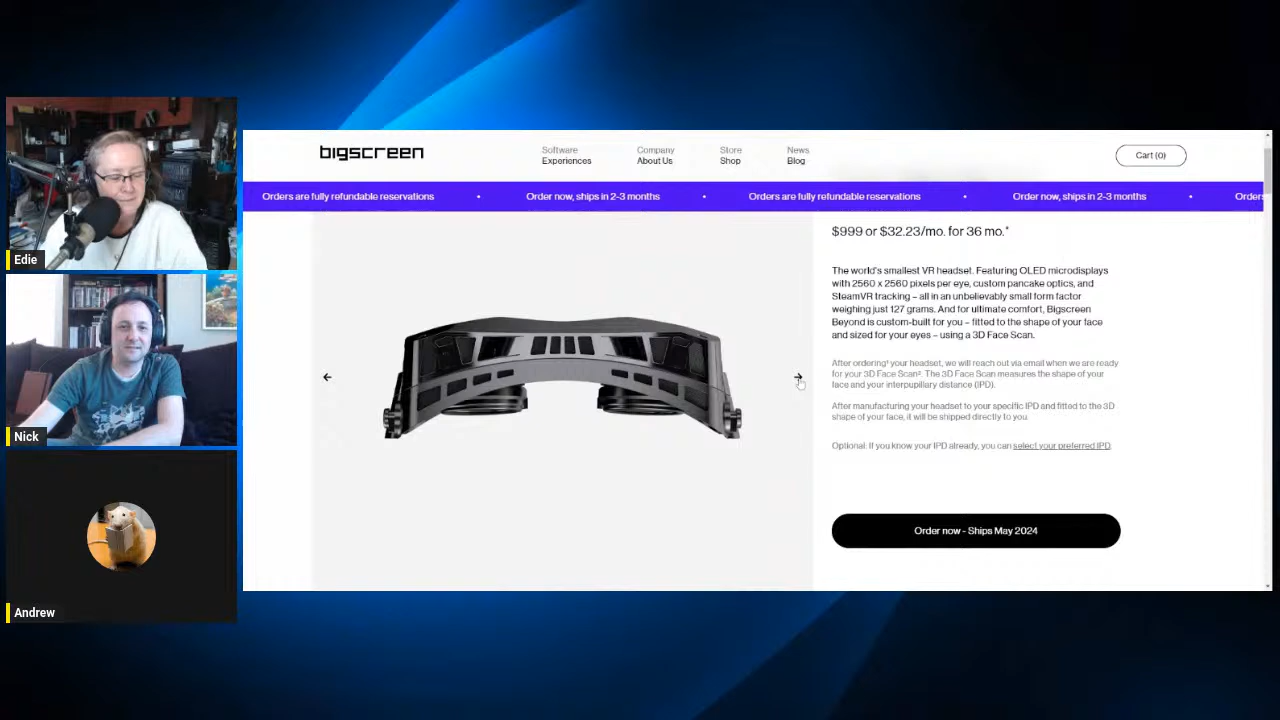 Edie
Nick
Andrew
bigscreen
Software
Experiences
Company
About Us
Store
Shop
News
Blog
Cart (0)
Orders are fully refundable reservations • Order now, ships in 2-3 months • Orders are fully refundable reservations • Order now, ships in 2-3 months •
$999 or $32.23/mo. for 36 mo.*
The world's smallest VR headset. Featuring OLED microdisplays
with 2560 x 2560 pixels per eye, custom pancake optics, and
SteamVR tracking – all in an unbelievably small form factor
weighing just 127 grams. And for ultimate comfort, Bigscreen
Beyond is custom-built for you – fitted to the shape of your face
and sized for your eyes – using a 3D Face Scan.
After ordering¹ your headset, we will reach out via email when we are ready
for your 3D Face Scan². The 3D Face Scan measures the shape of your
face and your interpupillary distance (IPD).
After manufacturing your headset to your specific IPD and fitted to the 3D
shape of your face, it will be shipped directly to you.
Optional: If you know your IPD already, you can select your preferred IPD.
Order now - Ships May 2024